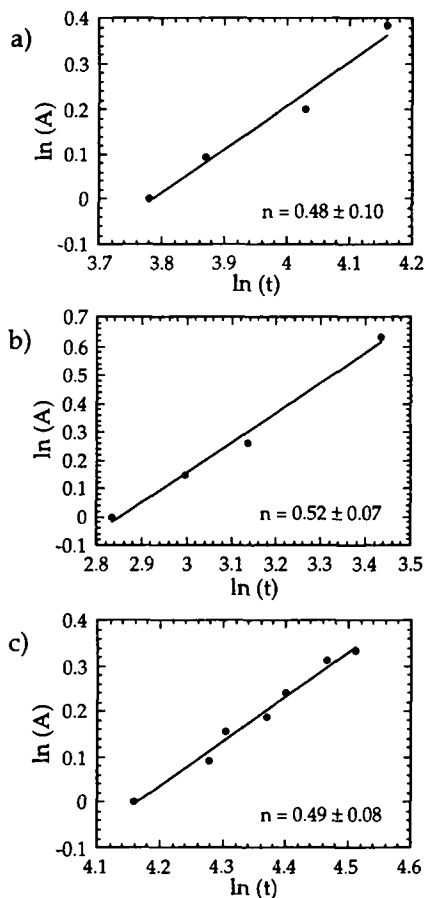 a)
0.4
0.3
0.2
0.1
0
-0.1
ln (A)
n = 0.48 ± 0.10
3.7 3.8 3.9 4 4.1 4.2
ln (t)
b)
0.7
0.6
0.5
0.4
0.3
0.2
0.1
0
-0.1
ln (A)
n = 0.52 ± 0.07
2.8 2.9 3 3.1 3.2 3.3 3.4 3.5
ln (t)
c)
0.4
0.3
0.2
0.1
0
-0.1
ln (A)
n = 0.49 ± 0.08
4.1 4.2 4.3 4.4 4.5 4.6
ln (t)